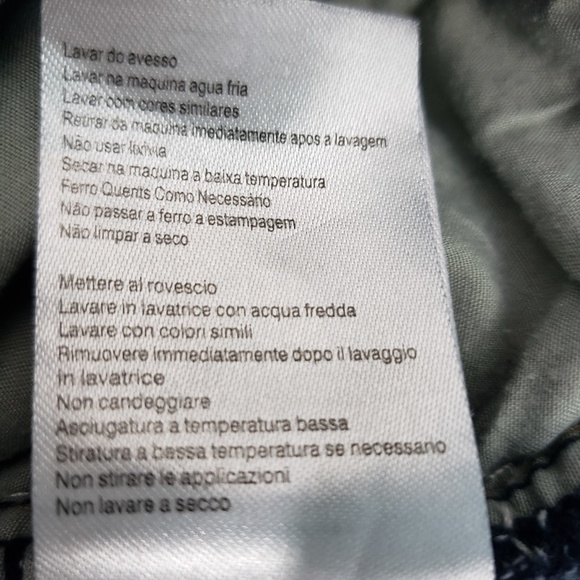 Lavar do avesso
Lavar na maquina agua fria
Lavar com cores similares
Retirar da maquina imediatamente apos a lavagem
Não usar lixivia
Secar na maquina a baixa temperatura
Ferro Quents Como Necessário
Não passar a ferro a estampagem
Não limpar a seco
Mettere al rovescio
Lavare in lavatrice con acqua fredda
Lavare con colori simili
Rimuovere immediatamente dopo il lavaggio
in lavatrice
Non candeggiare
Asciugatura a temperatura bassa
Stiratura a bassa temperatura se necessario
Non stirare le applicazioni
Non lavare a secco